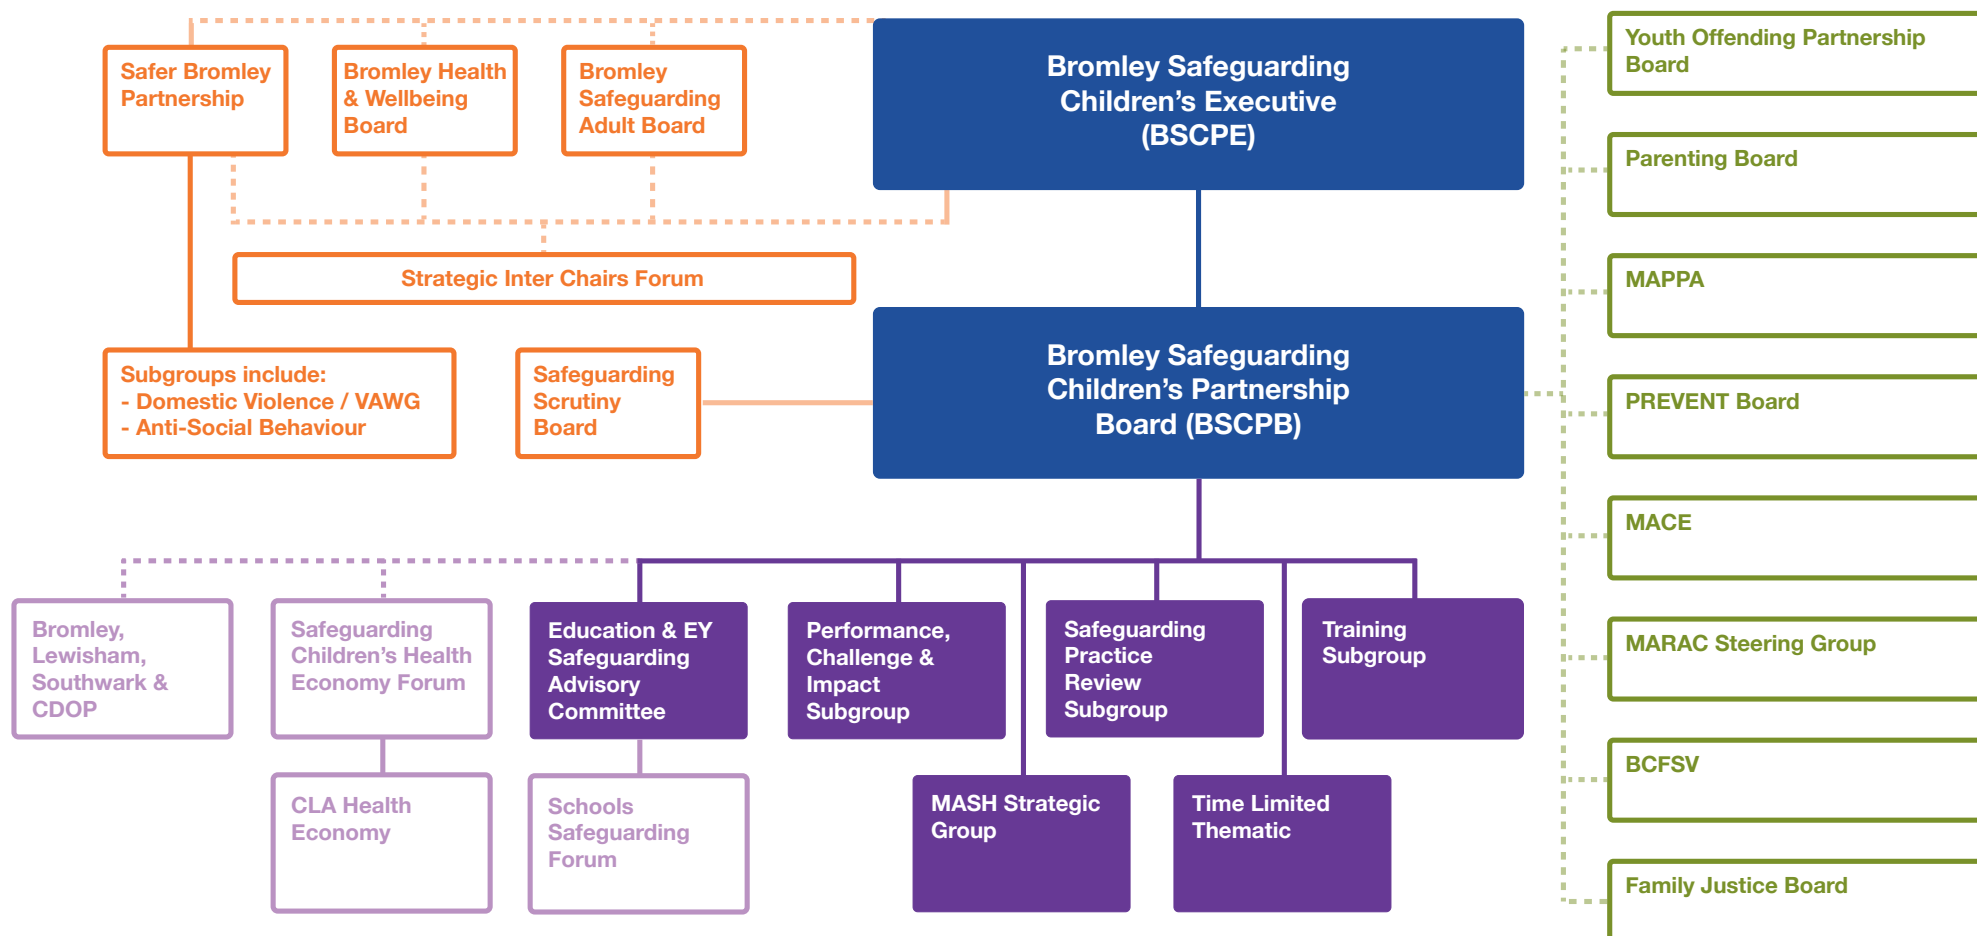 Safer Bromley
Partnership
Bromley Health
& Wellbeing
Board
Bromley
Safeguarding
Adult Board
Bromley Safeguarding
Children’s Executive
(BSCPE)
Strategic Inter Chairs Forum
Subgroups include:
- Domestic Violence / VAWG
- Anti-Social Behaviour
Safeguarding
Scrutiny
Board
Bromley Safeguarding
Children’s Partnership
Board (BSCPB)
Youth Offending Partnership
Board
Parenting Board
MAPPA
PREVENT Board
MACE
MARAC Steering Group
BCFSV
Family Justice Board
Bromley,
Lewisham,
Southwark &
CDOP
Safeguarding
Children’s Health
Economy Forum
Education & EY
Safeguarding
Advisory
Committee
Performance,
Challenge &
Impact
Subgroup
Safeguarding
Practice
Review
Subgroup
Training
Subgroup
CLA Health
Economy
Schools
Safeguarding
Forum
MASH Strategic
Group
Time Limited
Thematic